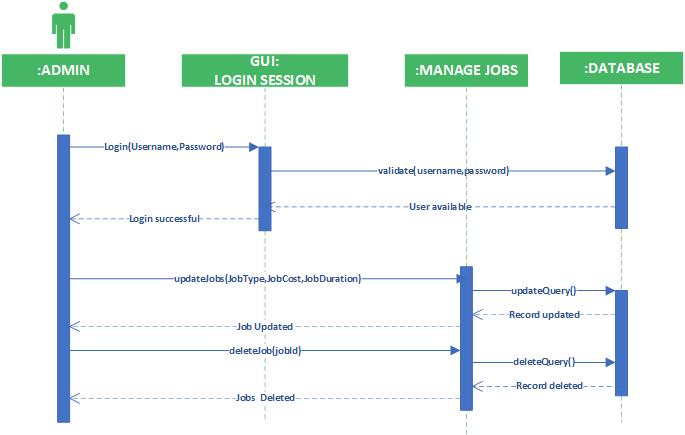 :ADMIN
GUI:
LOGIN SESSION
:MANAGE JOBS
:DATABASE
Login(Username,Password)
validate(username,password)
User available
Login successful
updateJobs(JobType,JobCost,JobDuration)
updateQuery()
Record updated
Job Updated
deleteJob(jobId)
deleteQuery()
Record deleted
Jobs Deleted